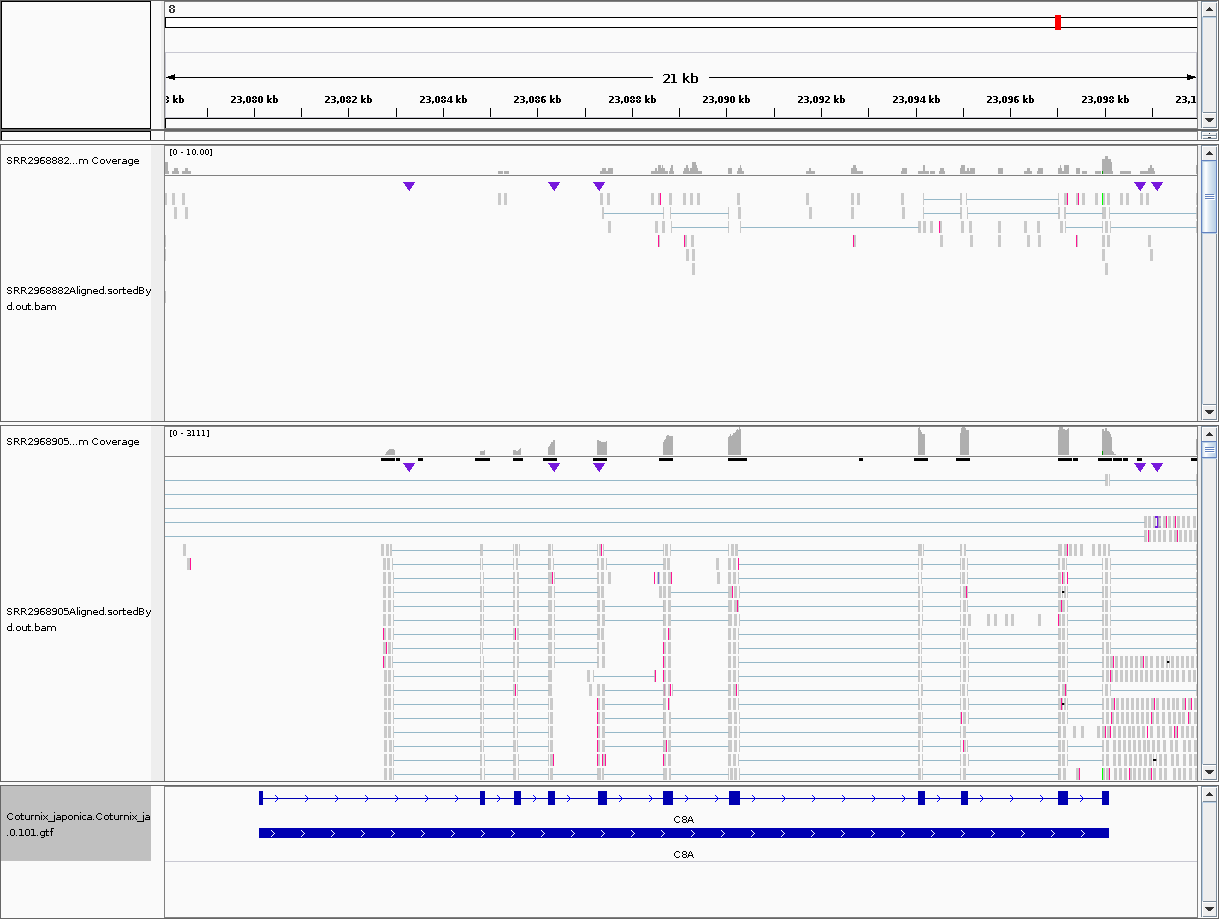 8
21 kb
8 kb 23,080 kb 23,082 kb 23,084 kb 23,086 kb 23,088 kb 23,090 kb 23,092 kb 23,094 kb 23,096 kb 23,098 kb 23,1
SRR2968882...m Coverage
[0 - 10.00]
SRR2968882Aligned.sortedBy
d.out.bam
SRR2968905...m Coverage
[0 - 3111]
SRR2968905Aligned.sortedBy
d.out.bam
Coturnix_japonica.Coturnix_ja
.0.101.gtf
C8A
C8A